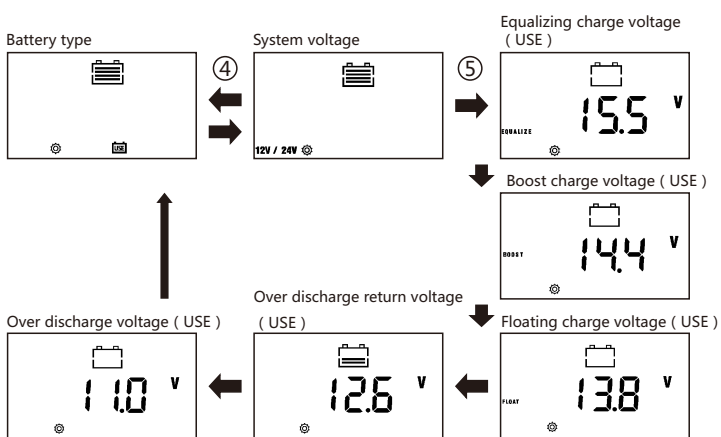 Battery type
USE
④
System voltage
12V / 24V
⑤
Equalizing charge voltage
( USE )
15.5 V
EQUALIZE
Boost charge voltage ( USE )
14.4 V
BOOST
Floating charge voltage ( USE )
13.8 V
FLOAT
Over discharge return voltage
( USE )
12.6 V
Over discharge voltage ( USE )
11.0 V